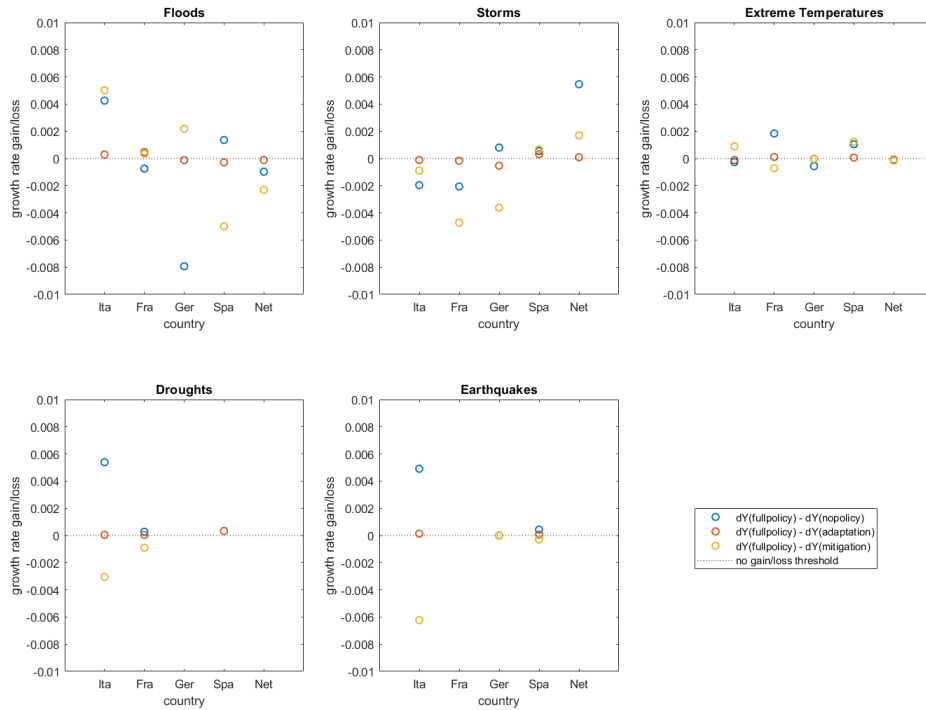 Floods
0.01
0.008
0.006
0.004
0.002
0
-0.002
-0.004
-0.006
-0.008
-0.01
growth rate gain/loss
Ita Fra Ger Spa Net
country
Storms
0.01
0.008
0.006
0.004
0.002
0
-0.002
-0.004
-0.006
-0.008
-0.01
growth rate gain/loss
Ita Fra Ger Spa Net
country
Extreme Temperatures
0.01
0.008
0.006
0.004
0.002
0
-0.002
-0.004
-0.006
-0.008
-0.01
growth rate gain/loss
Ita Fra Ger Spa Net
country
Droughts
0.01
0.008
0.006
0.004
0.002
0
-0.002
-0.004
-0.006
-0.008
-0.01
growth rate gain/loss
Ita Fra Ger Spa Net
country
Earthquakes
0.01
0.008
0.006
0.004
0.002
0
-0.002
-0.004
-0.006
-0.008
-0.01
growth rate gain/loss
Ita Fra Ger Spa Net
country
dY(fullpolicy) - dY(nopolicy)
dY(fullpolicy) - dY(adaptation)
dY(fullpolicy) - dY(mitigation)
no gain/loss threshold